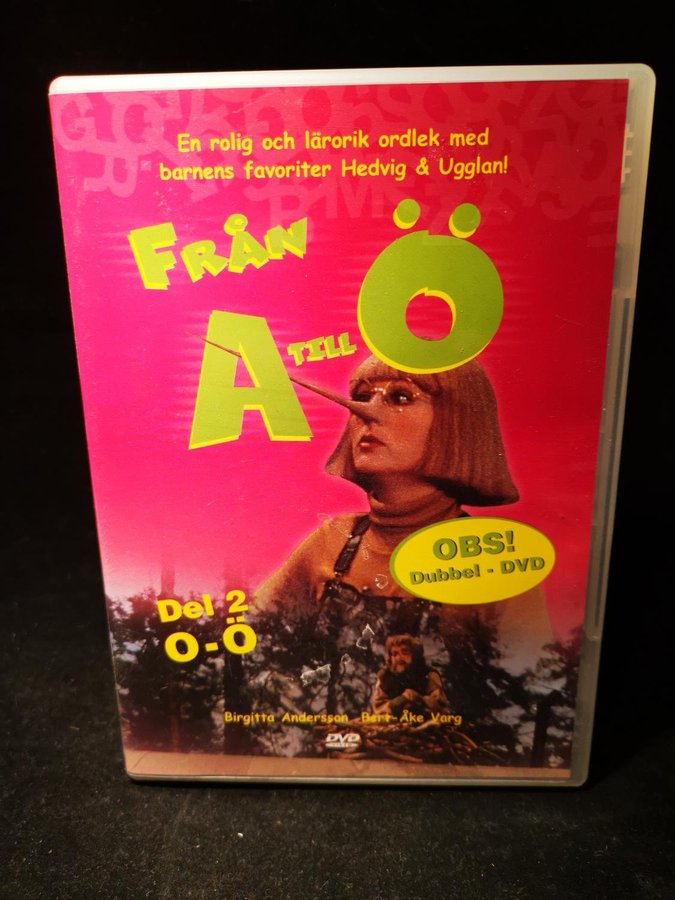 En rolig och lärorik ordlek med
barnens favoriter Hedvig & Ugglan!
FRÅN
A TILL Ö
OBS!
Dubbel - DVD
Del 2
O-Ö
Birgitta Andersson Bert-Åke Varg
DVD